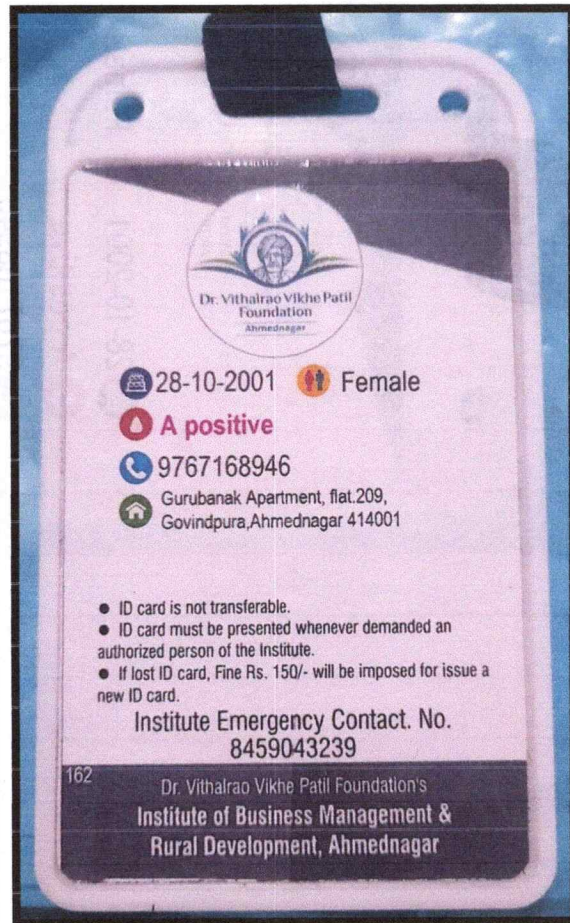 Dr. Vithalrao Vikhe Patil
Foundation
Ahmednagar
28-10-2001 Female
A positive
9767168946
Gurubanak Apartment, flat.209,
Govindpura,Ahmednagar 414001
● ID card is not transferable.
● ID card must be presented whenever demanded an
authorized person of the Institute.
● If lost ID card, Fine Rs. 150/- will be imposed for issue a
new ID card.
Institute Emergency Contact. No.
8459043239
162
Dr. Vithalrao Vikhe Patil Foundation's
Institute of Business Management &
Rural Development, Ahmednagar